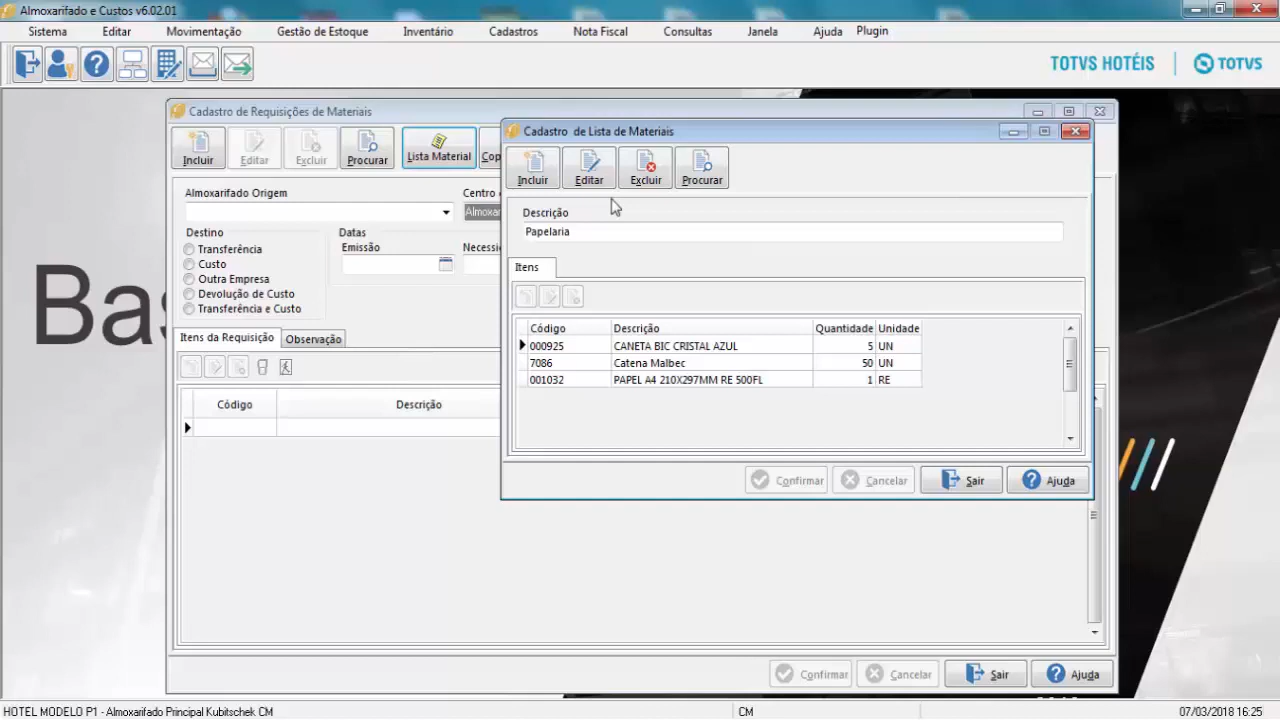 Almoxarifado e Custos v6.02.01
Sistema Editar Movimentação Gestão de Estoque Inventário Cadastros Nota Fiscal Consultas Janela Ajuda Plugin
TOTVS HOTÉIS TOTVS
Cadastro de Requisições de Materiais
Incluir Editar Excluir Procurar Lista Material Cop
Almoxarifado Origem Centro
Almoxar
Destino
Transferência
Custo
Outra Empresa
Devolução de Custo
Transferência e Custo
Datas
Emissão Necessi
Itens da Requisição Observação
Código Descrição
Confirmar Cancelar Sair Ajuda
Cadastro de Lista de Materiais
Incluir Editar Excluir Procurar
Descrição
Papelaria
Itens
Código Descrição Quantidade Unidade
000925 CANETA BIC CRISTAL AZUL 5 UN
7086 Catena Malbec 50 UN
001032 PAPEL A4 210X297MM RE 500FL 1 RE
Confirmar Cancelar Sair Ajuda
Bas
HOTEL MODELO P1 - Almoxarifado Principal Kubitschek CM CM 07/03/2018 16:25